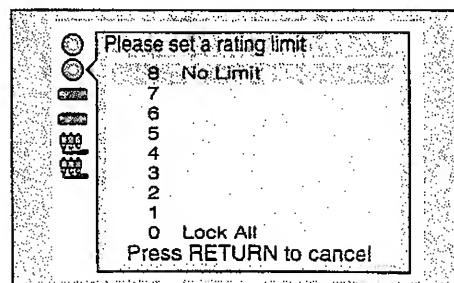 Please set a rating limit
8 No Limit
7
6
5
4
3
2
1
0 Lock All
Press RETURN to cancel